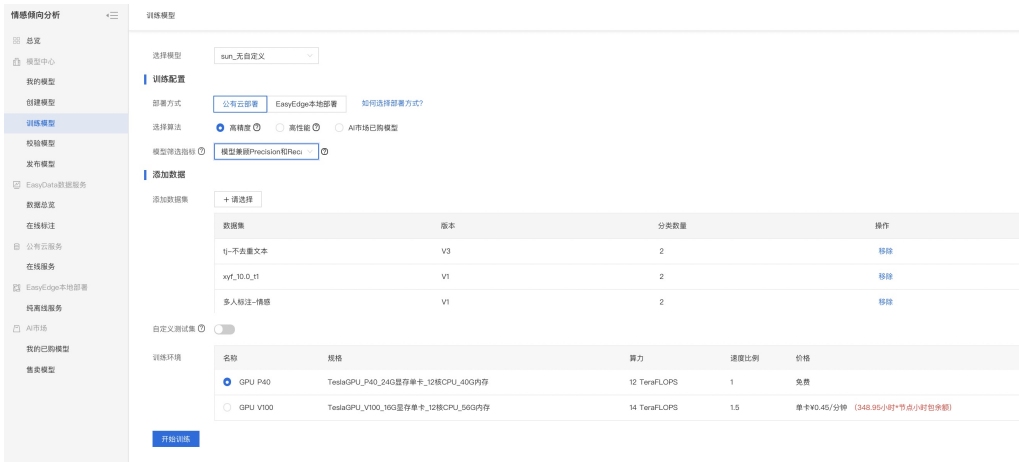 情感倾向分析
训练模型
总览
模型中心
我的模型
创建模型
训练模型
校验模型
发布模型
EasyData数据服务
数据总览
在线标注
公有云服务
在线服务
EasyEdge本地部署
纯离线服务
AI市场
我的已购模型
售卖模型
选择模型 sun_无自定义
训练配置
部署方式 公有云部署 EasyEdge本地部署 如何选择部署方式?
选择算法 高精度 ? 高性能 ? AI市场已购模型
模型筛选指标 ? 模型兼顾Precision和Reca ?
添加数据
添加数据集 + 请选择
数据集 版本 分类数量 操作
tj-不去重文本 V3 2 移除
xyf_10.0_t1 V1 2 移除
多人标注-情感 V1 2 移除
自定义测试集 ?
训练环境 名称 规格 算力 速度比例 价格
GPU P40 TeslaGPU_P40_24G显存单卡_12核CPU_40G内存 12 TeraFLOPS 1 免费
GPU V100 TeslaGPU_V100_16G显存单卡_12核CPU_56G内存 14 TeraFLOPS 1.5 单卡¥0.45/分钟 (348.95小时*节点小时包余额)
开始训练